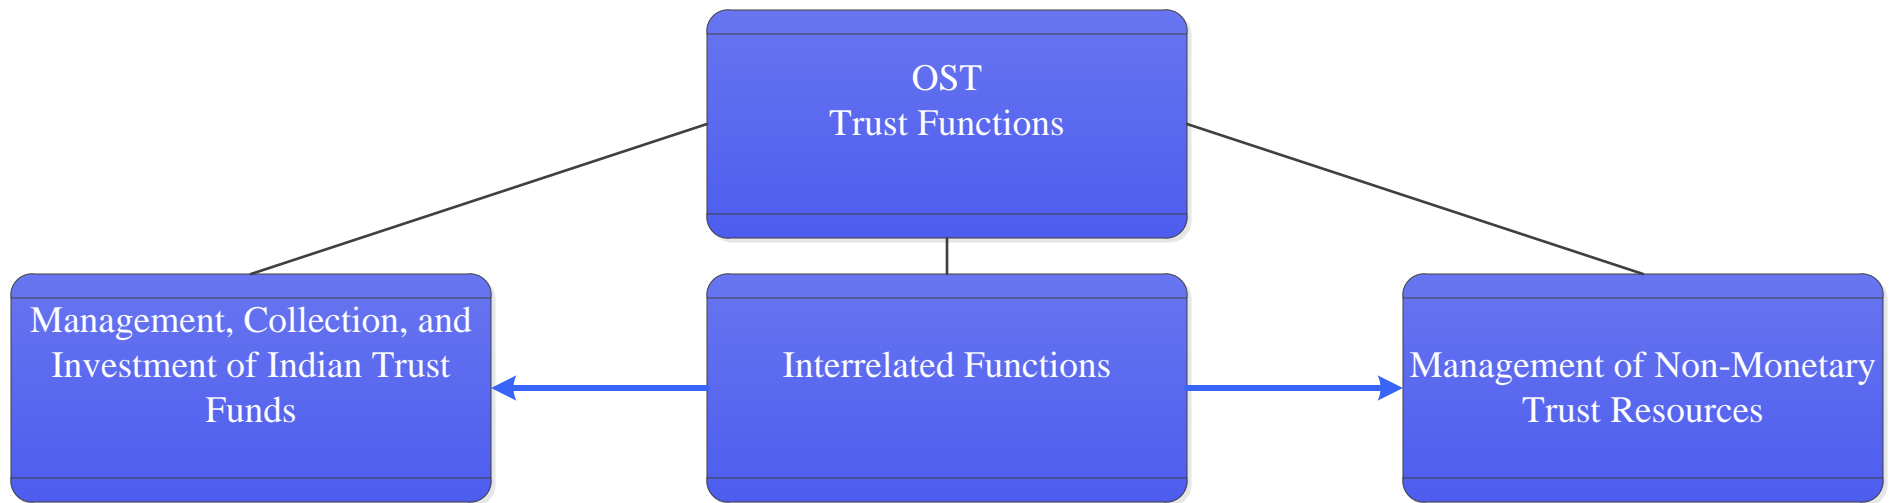 OST
Trust Functions
Management, Collection, and
Investment of Indian Trust
Funds
Interrelated Functions
Management of Non-Monetary
Trust Resources